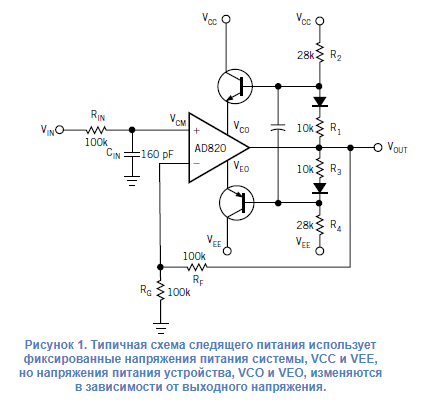 VCC
VCC
28k R2
RIN
VIN
100k
VCM
+
VCO
10k R1
CIN
160 pF
AD820
VOUT
−
VEO
10k R3
28k R4
VEE
VEE
100k
RF
RG 100k
Рисунок 1. Типичная схема следящего питания использует
фиксированные напряжения питания системы, VCC и VEE,
но напряжения питания устройства, VCO и VEO, изменяются
в зависимости от выходного напряжения.